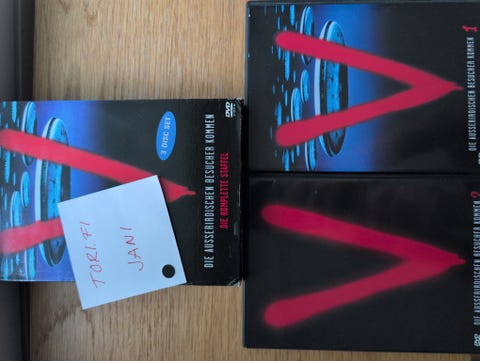 DVD
3 DISC SET
V
DIE AUSSERIRDISCHEN BESUCHER KOMMEN
DIE KOMPLETTE STAFFEL
TORI.FI
JANI
V
DIE AUSSERIRDISCHEN BESUCHER KOMMEN 1
V
DIE AUSSERIRDISCHEN BESUCHER KOMMEN 2
DVD